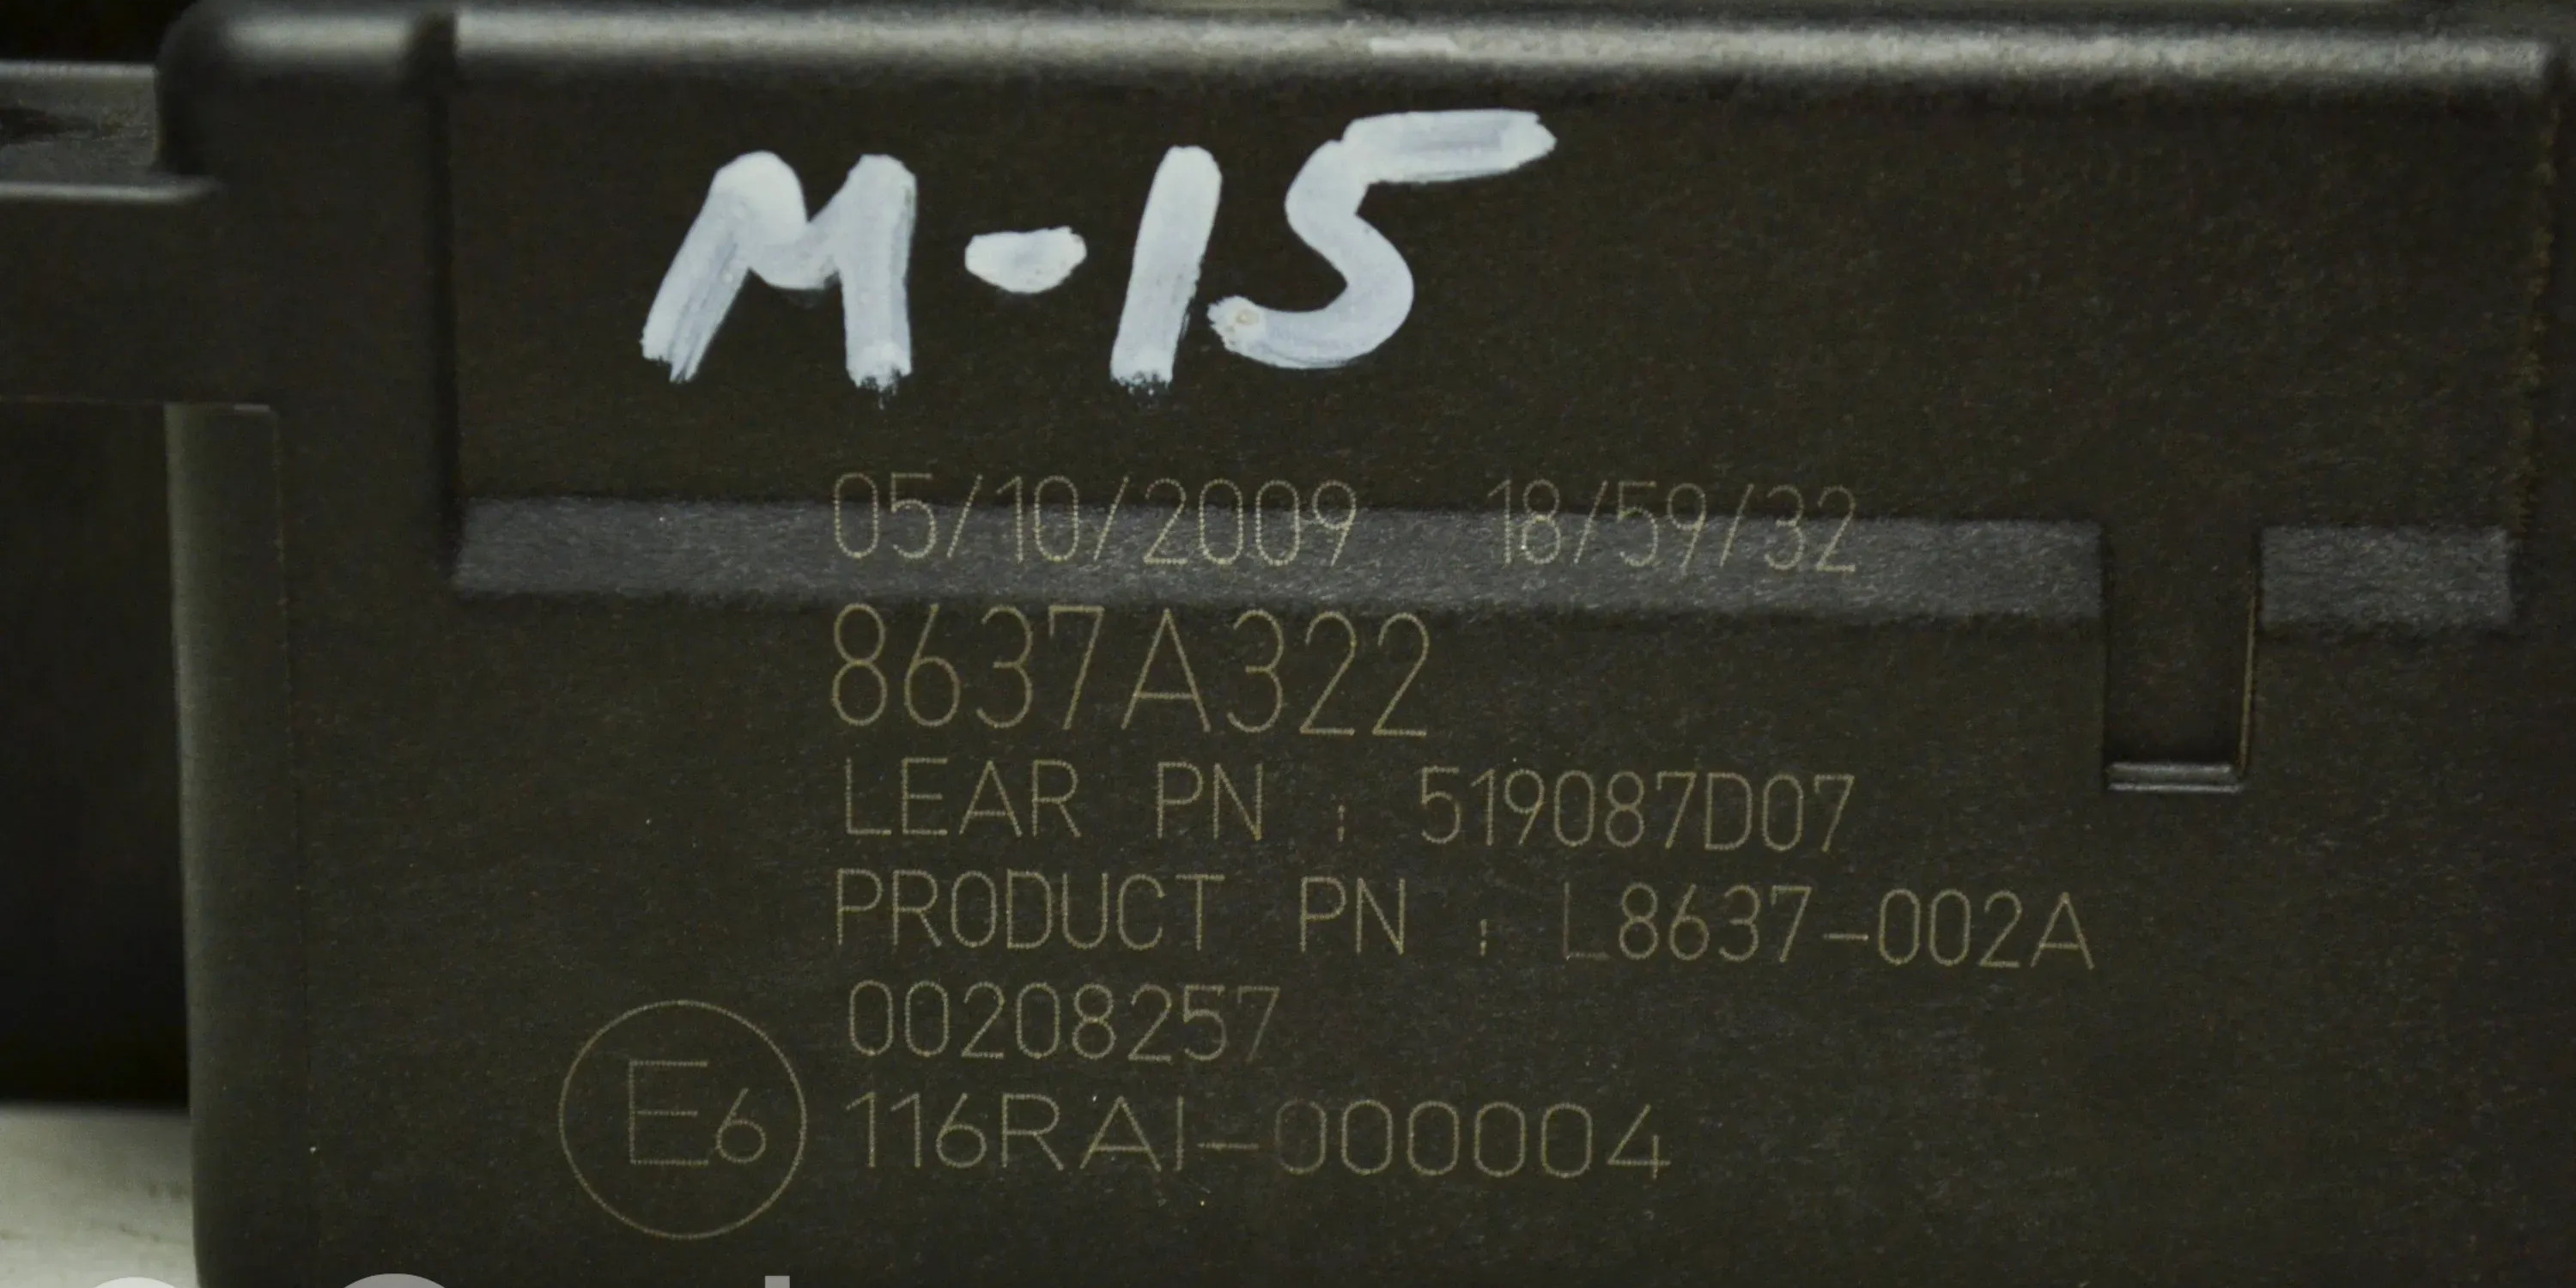 M-15
05/10/2009 18/59/32
8637A322
LEAR PN : 519087D07
PRODUCT PN : L8637-002A
00208257
E6 116RAI-000004